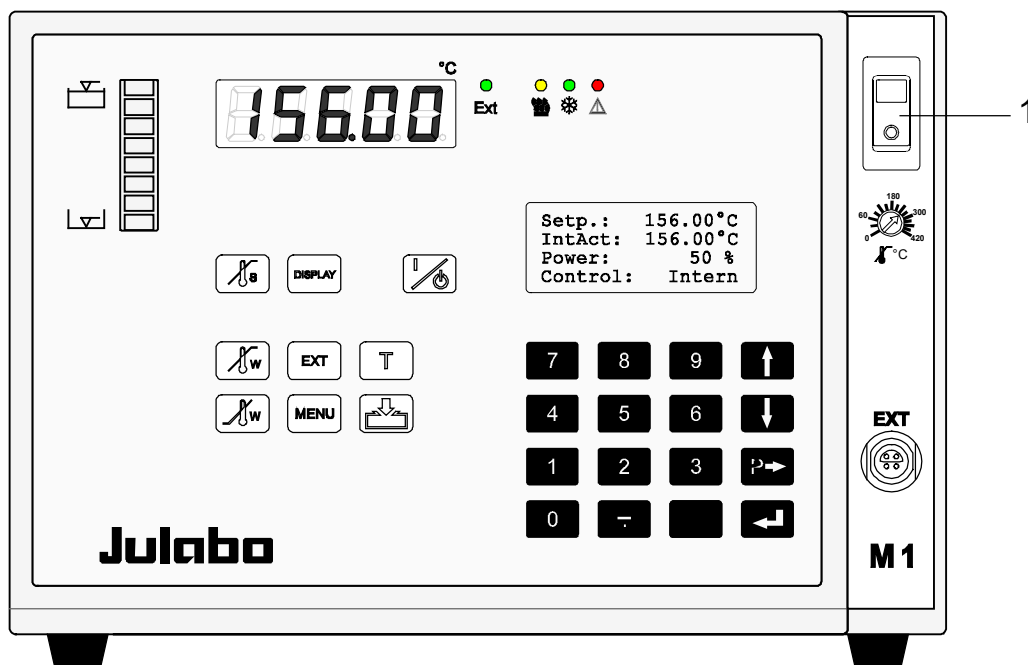 °C
156.00
Ext
1
180
60
300
0
420
°C
Setp.: 156.00°C
IntAct: 156.00°C
Power: 50 %
Control: Intern
s
DISPLAY
I
W
EXT
T
W
MENU
7 8 9
4 5 6
1 2 3 P
0 -.
EXT
Julabo
M1